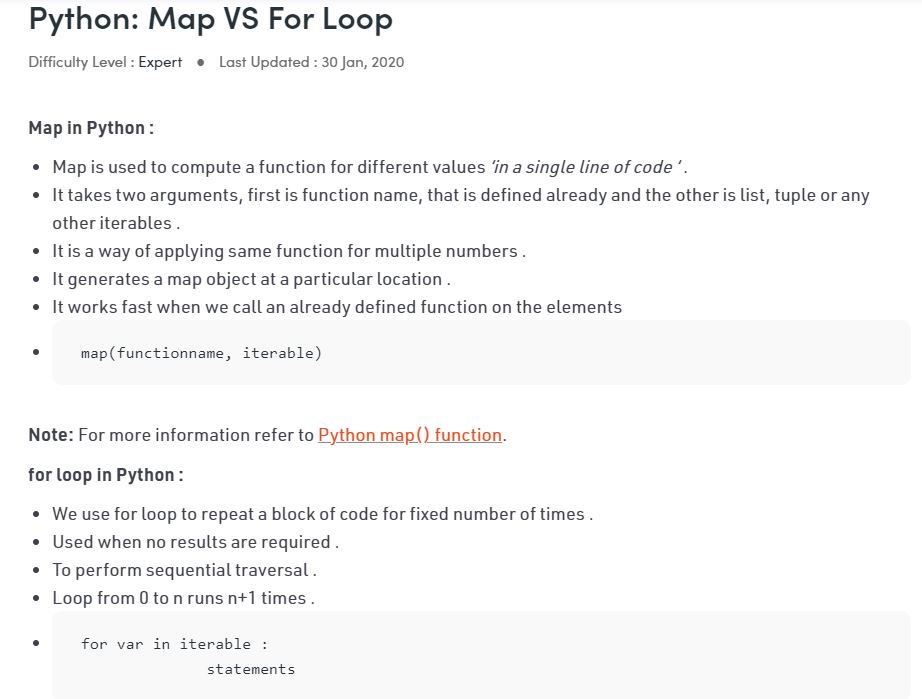 Python: Map VS For Loop
Difficulty Level : Expert ● Last Updated : 30 Jan, 2020
Map in Python :
• Map is used to compute a function for different values ‘in a single line of code ‘ .
• It takes two arguments, first is function name, that is defined already and the other is list, tuple or any
other iterables .
• It is a way of applying same function for multiple numbers .
• It generates a map object at a particular location .
• It works fast when we call an already defined function on the elements
• map(functionname, iterable)
Note: For more information refer to Python map() function.
for loop in Python :
• We use for loop to repeat a block of code for fixed number of times .
• Used when no results are required .
• To perform sequential traversal .
• Loop from 0 to n runs n+1 times .
• for var in iterable :
statements